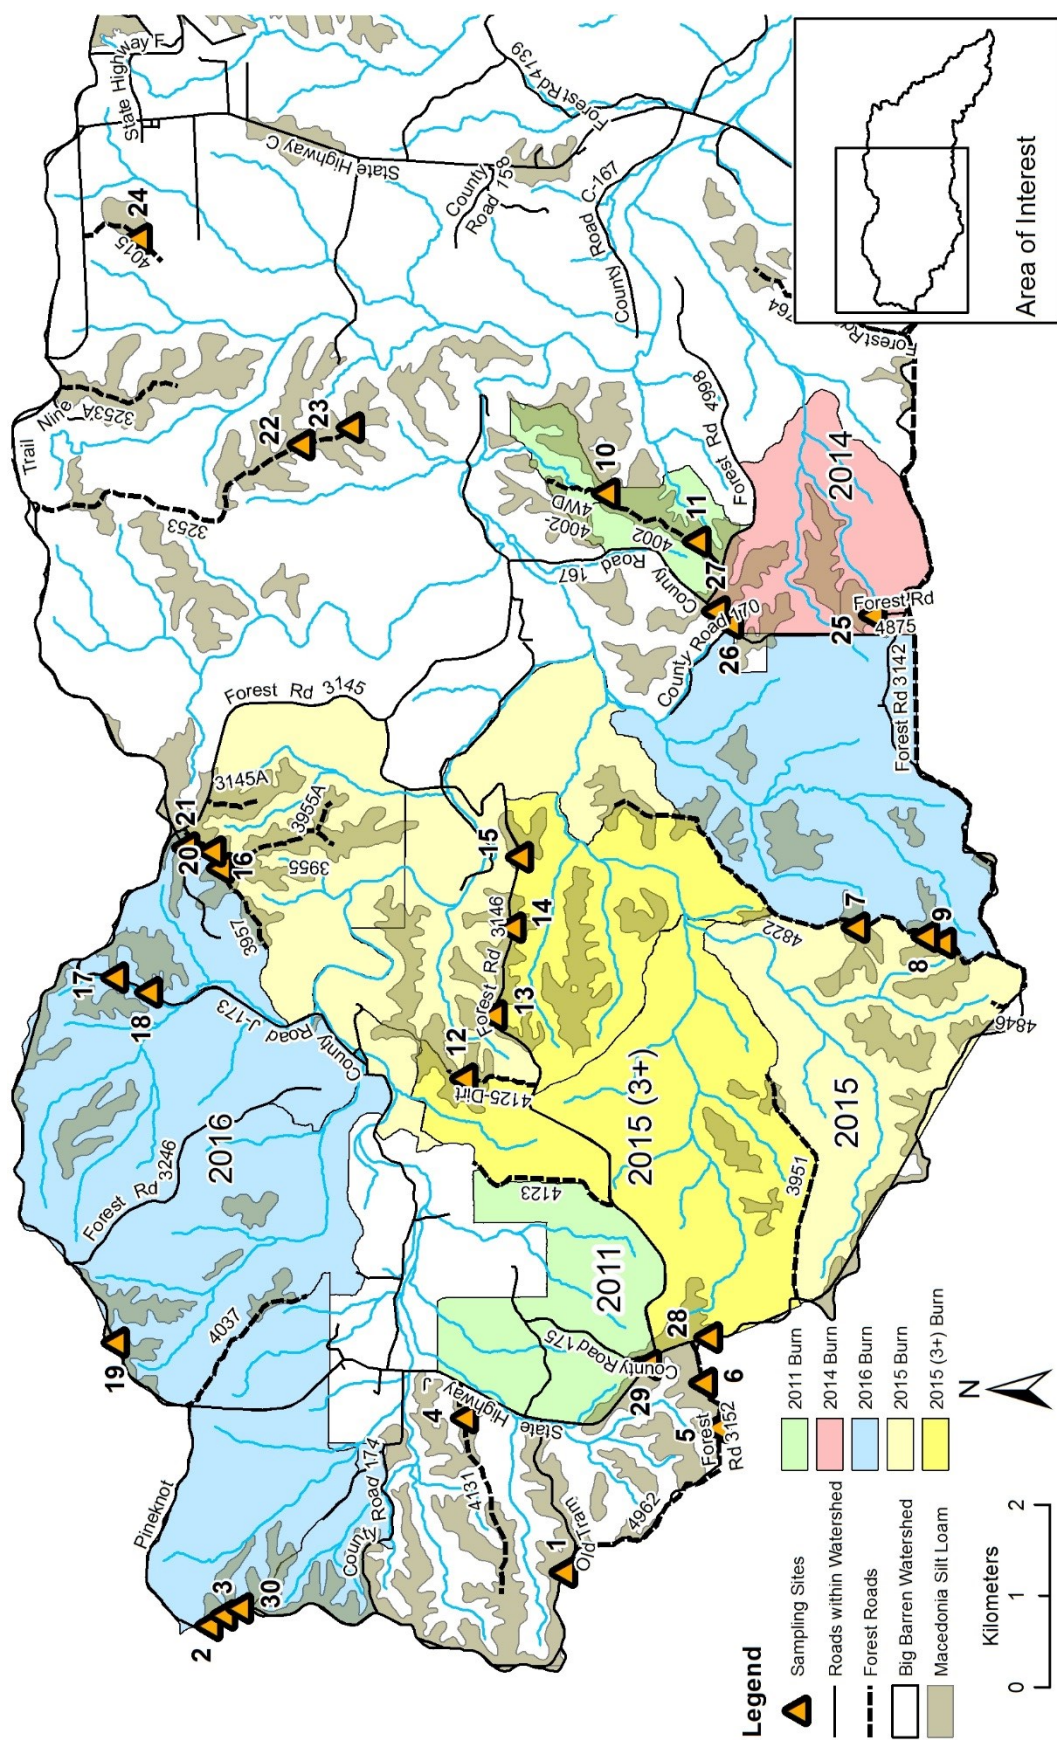 State Highway F
Trail
Nine
3253A
24
4015
State Highway C
Forest Rd 4139
County
Road 158
County Road C-167
22
23
3253
Forest Rd 3145
10
4WD
4002-
4002
11
County
Road
167
27
Forest Rd 4998
764
Forest Rd
Forest
2014
25
Forest Rd
4875
26
County Road 170
Forest Rd 3142
21
20
16
3145A
3955A
3955
3957
17
18
County Road J-173
15
14
Forest Rd 3146
13
12
4125-Dirt
7
4822
9
8
4846
2016
Forest Rd 3246
2015 (3+)
2015
3951
4123
2011
County Road 175
28
29
6
5
Forest
Rd 3152
19
4037
Pineknot
State Highway J
4
4131
County Road 174
4962
Old Tram
1
2
3
30
Area of Interest
Legend
Sampling Sites
Roads within Watershed
Forest Roads
Big Barren Watershed
Macedonia Silt Loam
2011 Burn
2014 Burn
2016 Burn
2015 Burn
2015 (3+) Burn
N
Kilometers
0 1 2